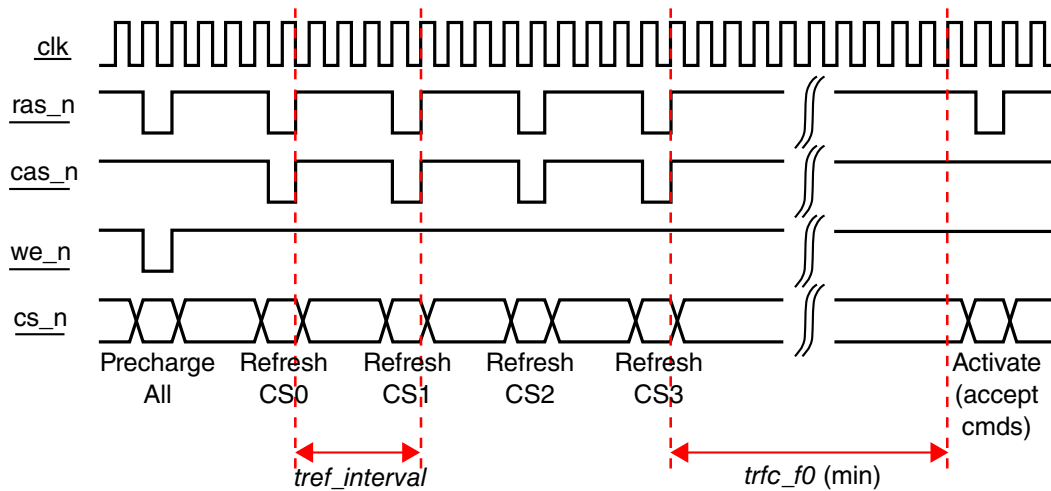 clk
ras_n
cas_n
we_n
cs_n
Precharge Refresh Refresh Refresh Refresh Activate
All CS0 CS1 CS2 CS3 (accept
cmds)
tref_interval trfc_f0 (min)